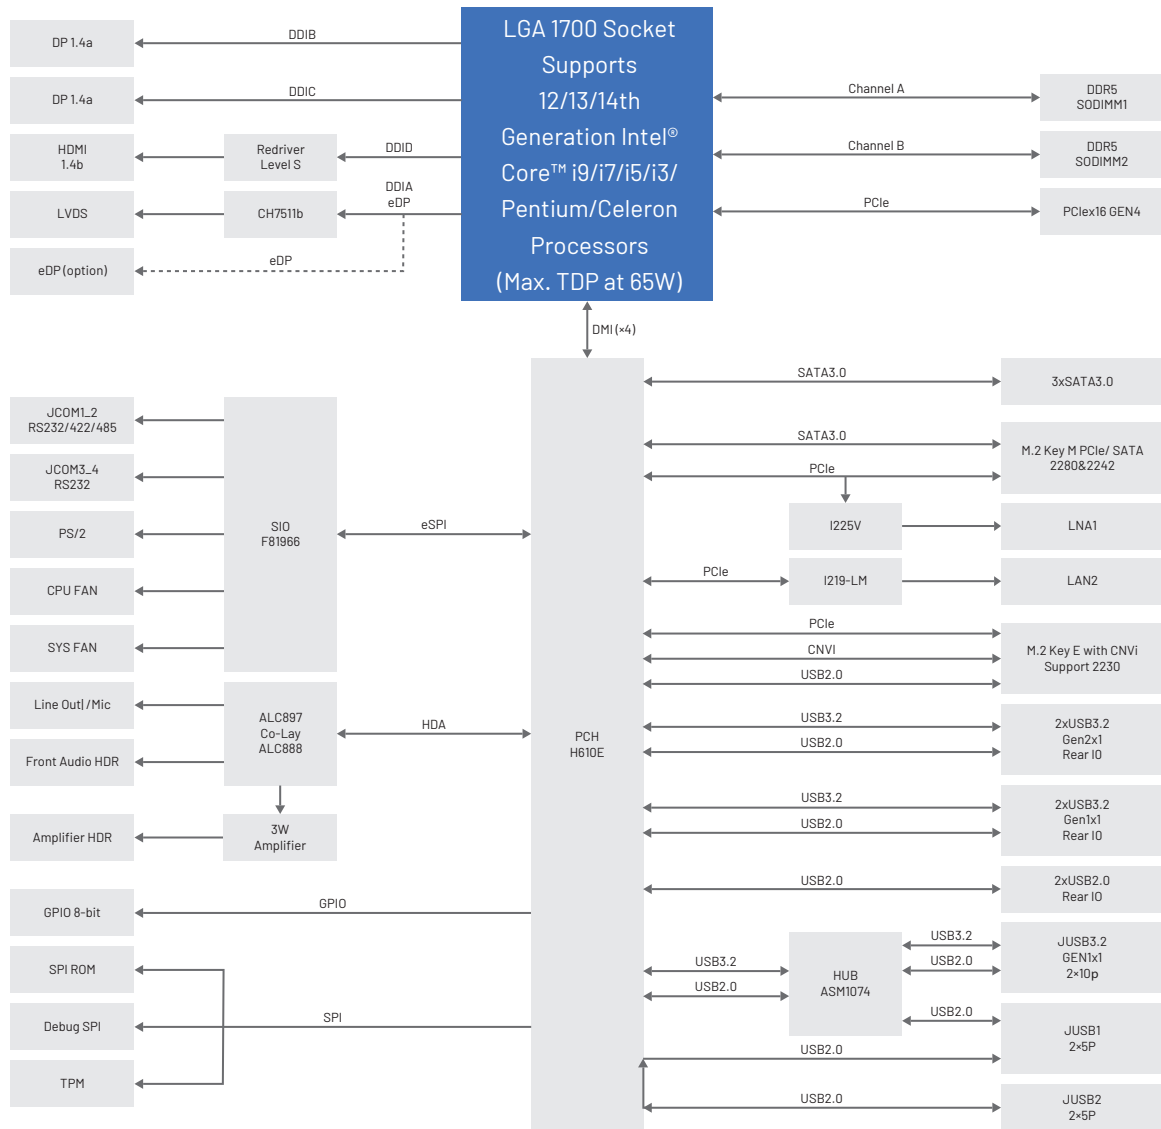 DP 1.4a
DDIB
DP 1.4a
DDIC
HDMI
1.4b
Redriver
Level S
DDID
LVDS
CH7511b
DDIA
eDP
eDP (option)
eDP
LGA 1700 Socket
Supports
12/13/14th
Generation Intel®
Core™ i9/i7/i5/i3/
Pentium/Celeron
Processors
(Max. TDP at 65W)
Channel A
DDR5
SODIMM1
Channel B
DDR5
SODIMM2
PCIe
PCIex16 GEN4
DMI (×4)
JCOM1_2
RS232/422/485
JCOM3_4
RS232
PS/2
CPU FAN
SYS FAN
SIO
F81966
eSPI
Line Out|/Mic
Front Audio HDR
ALC897
Co-Lay
ALC888
HDA
Amplifier HDR
3W
Amplifier
GPIO 8-bit
GPIO
SPI ROM
Debug SPI
SPI
TPM
PCH
H610E
SATA3.0
3xSATA3.0
SATA3.0
PCIe
M.2 Key M PCIe/ SATA
2280&2242
I225V
LNA1
PCIe
I219-LM
LAN2
PCIe
CNVI
USB2.0
M.2 Key E with CNVi
Support 2230
USB3.2
USB2.0
2xUSB3.2
Gen2x1
Rear IO
USB3.2
USB2.0
2xUSB3.2
Gen1x1
Rear IO
USB2.0
2xUSB2.0
Rear IO
USB3.2
USB2.0
HUB
ASM1074
USB3.2
USB2.0
JUSB3.2
GEN1x1
2×10p
USB2.0
USB2.0
JUSB1
2×5P
USB2.0
JUSB2
2×5P